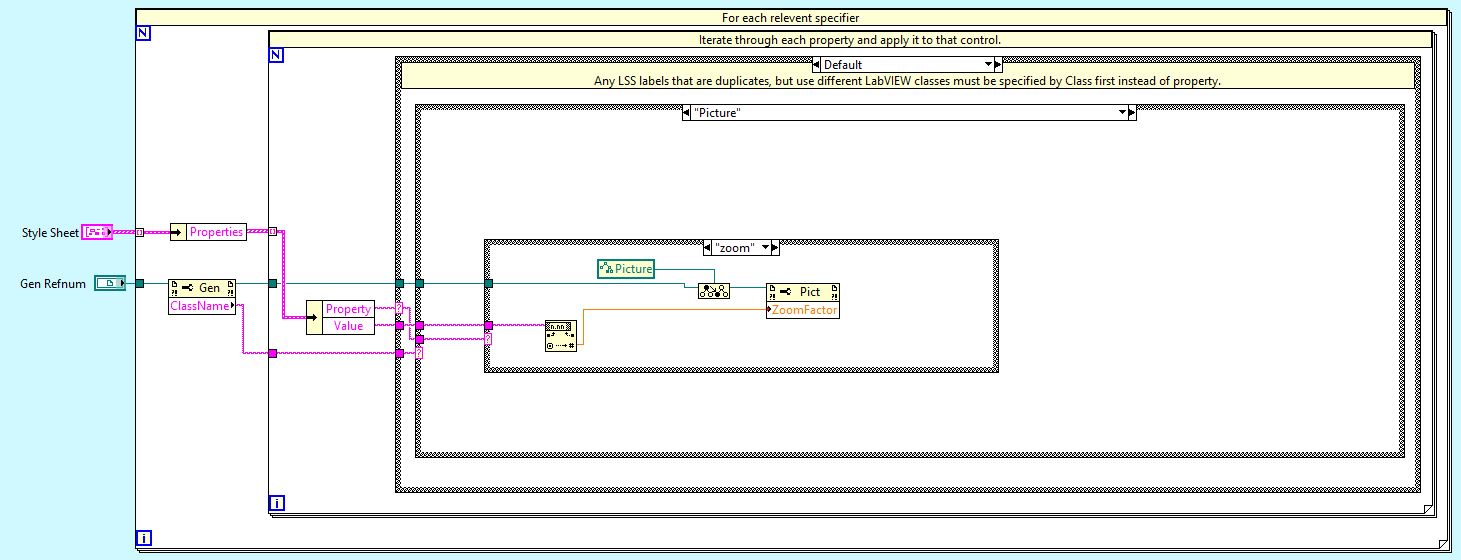 For each relevent specifier
N
Iterate through each property and apply it to that control.
N
Default
Any LSS labels that are duplicates, but use different LabVIEW classes must be specified by Class first instead of property.
"Picture"
Style Sheet
Properties
"zoom"
Picture
Gen Refnum
Gen
ClassName
Pict
ZoomFactor
Property
Value
?
?
?
?
n.nn
#
i
i